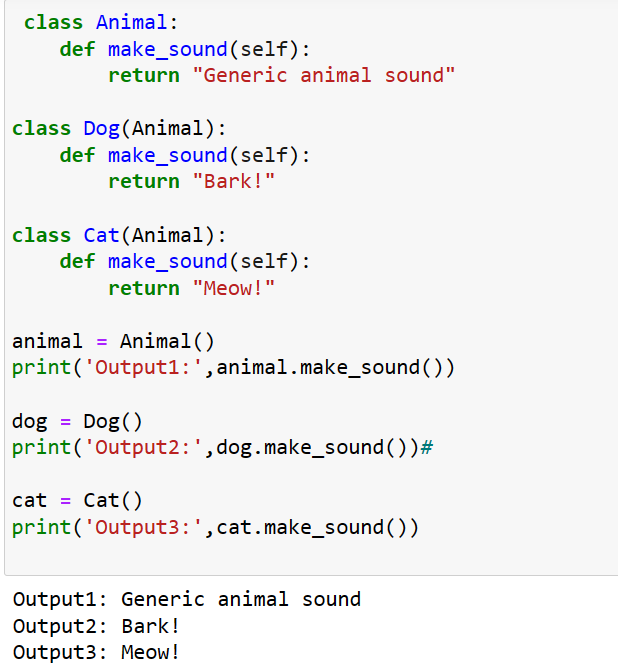 class Animal:
    def make_sound(self):
        return "Generic animal sound"

class Dog(Animal):
    def make_sound(self):
        return "Bark!"

class Cat(Animal):
    def make_sound(self):
        return "Meow!"

animal = Animal()
print('Output1:',animal.make_sound())

dog = Dog()
print('Output2:',dog.make_sound())#

cat = Cat()
print('Output3:',cat.make_sound())

Output1: Generic animal sound
Output2: Bark!
Output3: Meow!